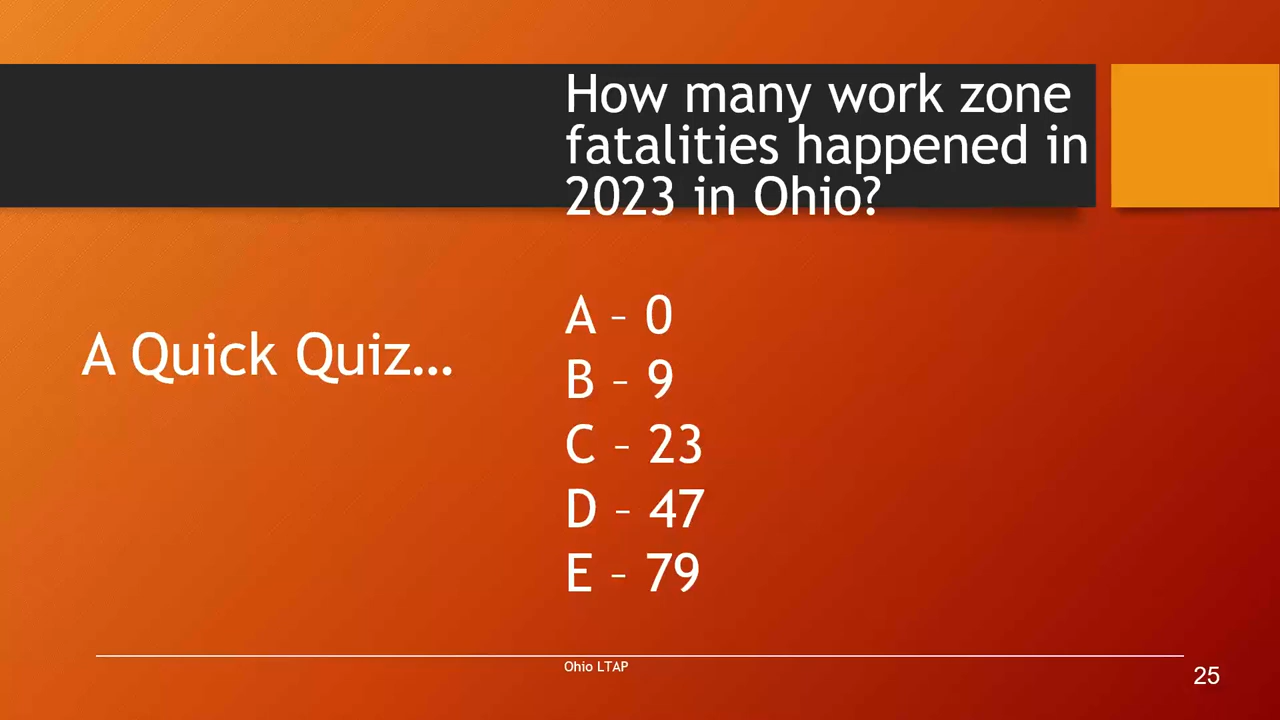 How many work zone
fatalities happened in
2023 in Ohio?
A Quick Quiz…
A – 0
B – 9
C – 23
D – 47
E – 79
Ohio LTAP
25